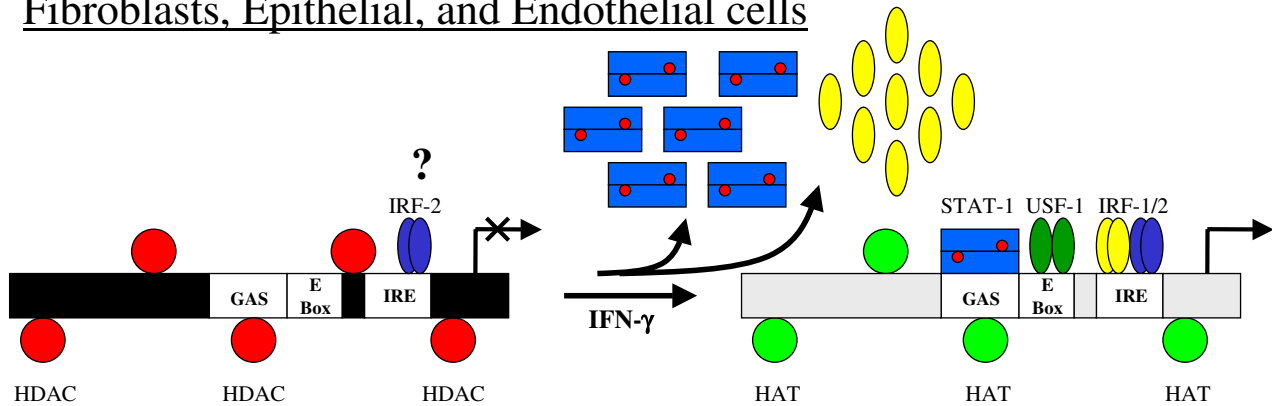 Fibroblasts, Epithelial, and Endothelial cells
?
IRF-2
STAT-1 USF-1 IRF-1/2
GAS
E
Box
IRE
IFN-γ
GAS
E
Box
IRE
HDAC HDAC HDAC
HAT HAT HAT